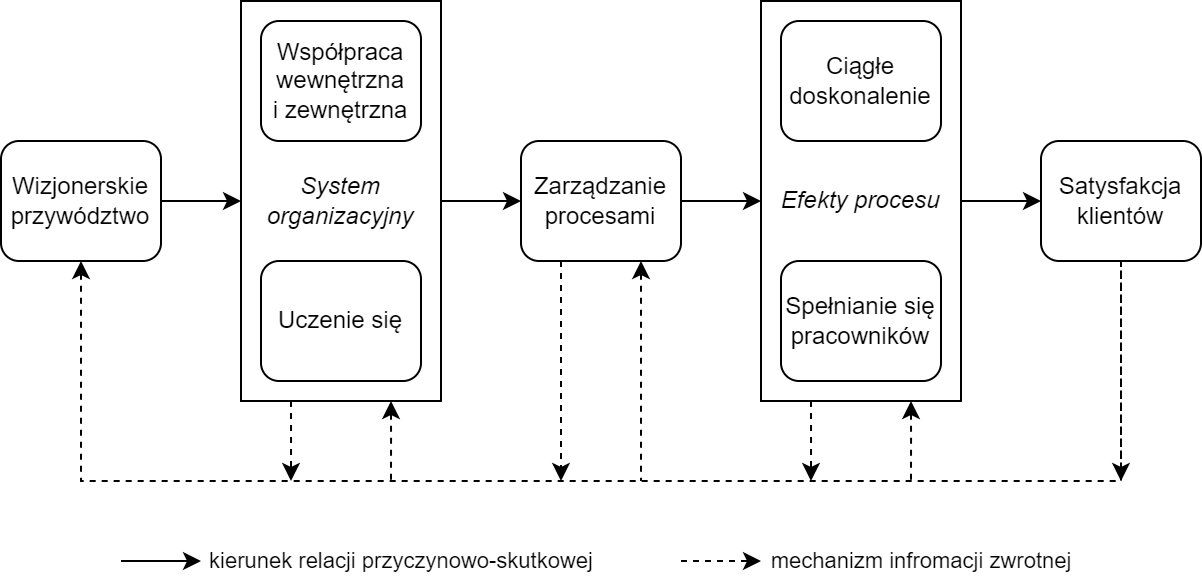 Współpraca
wewnętrzna
i zewnętrzna
Ciągłe
doskonalenie
Wizjonerskie
przywództwo
System
organizacyjny
Zarządzanie
procesami
Efekty procesu
Satysfakcja
klientów
Uczenie się
Spełnianie się
pracowników
kierunek relacji przyczynowo-skutkowej
mechanizm infromacji zwrotnej